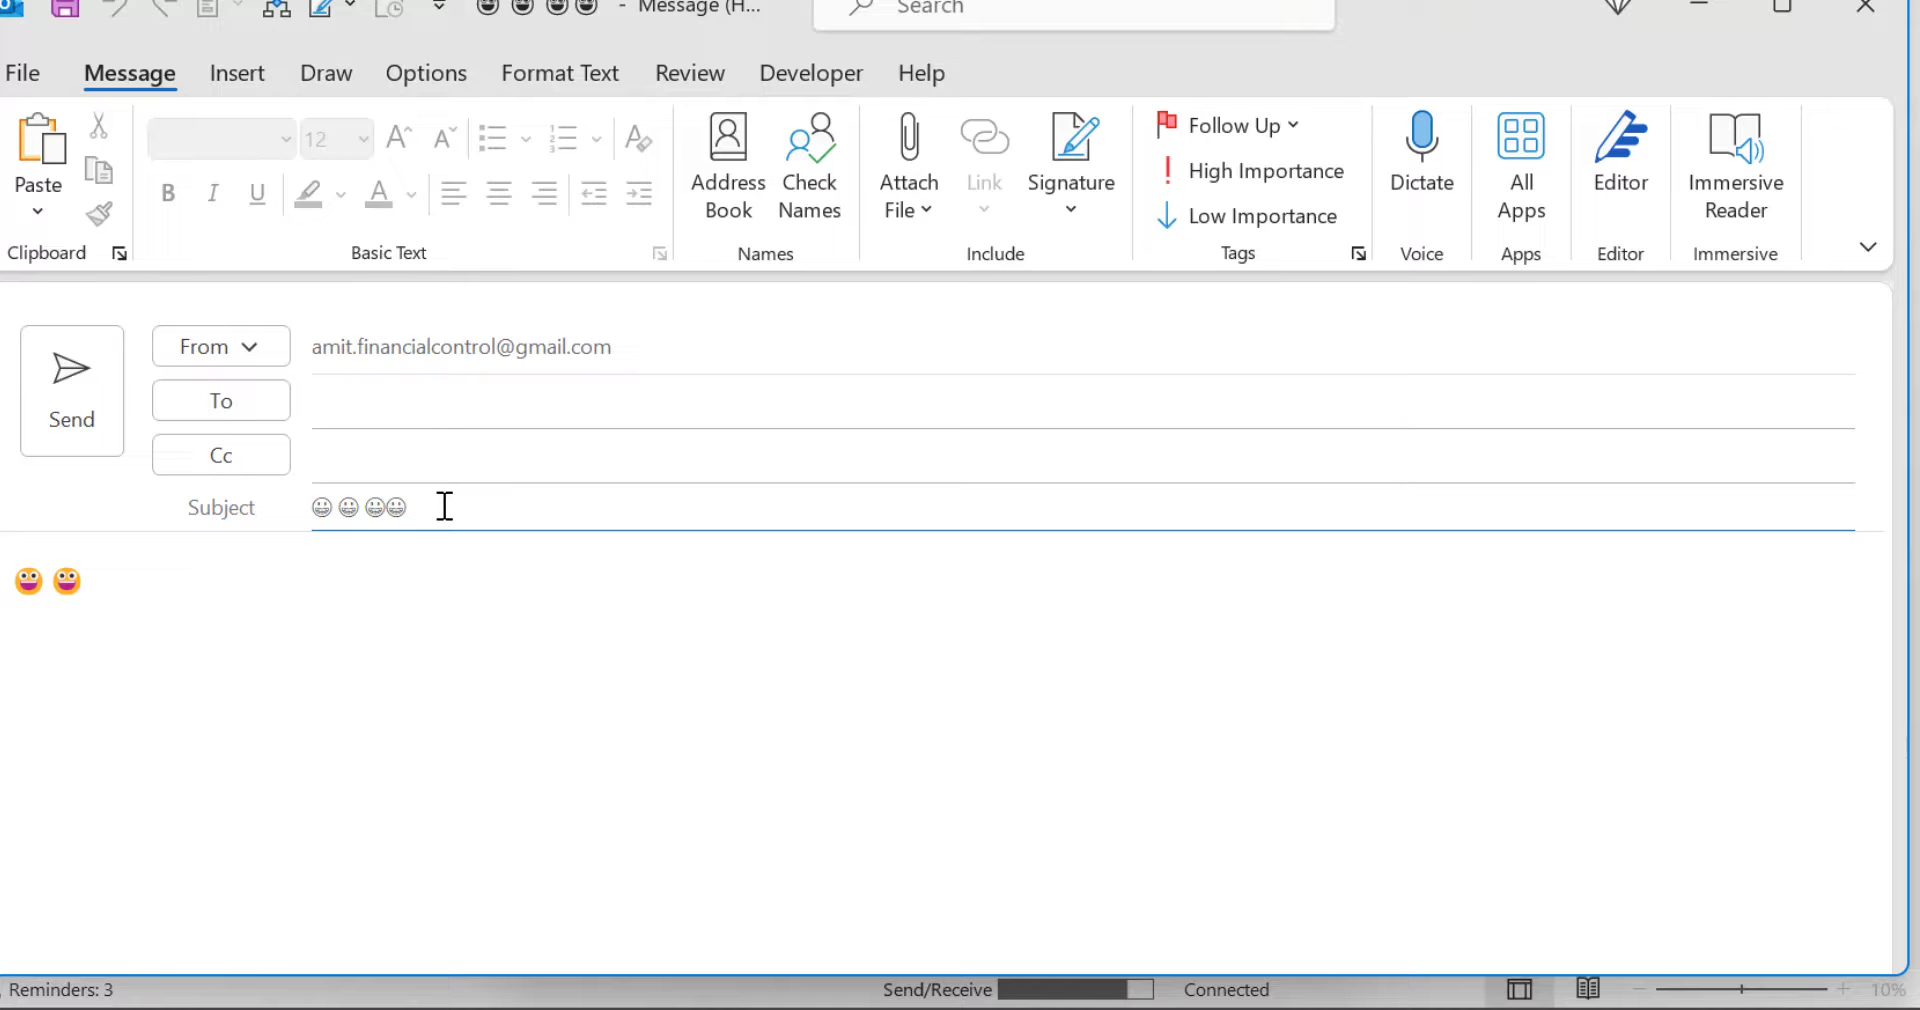 😀 😀 😀😀 - Message (H...
Search
File Message Insert Draw Options Format Text Review Developer Help
Paste
Clipboard
12
B I U
Basic Text
Address Book
Check Names
Names
Attach File
Link
Signature
Include
Follow Up
High Importance
Low Importance
Tags
Dictate
Voice
All Apps
Apps
Editor
Editor
Immersive Reader
Immersive
Send
From amit.financialcontrol@gmail.com
To
Cc
Subject 😀 😀 😀😀
😀 😀
Reminders: 3 Send/Receive Connected 10%